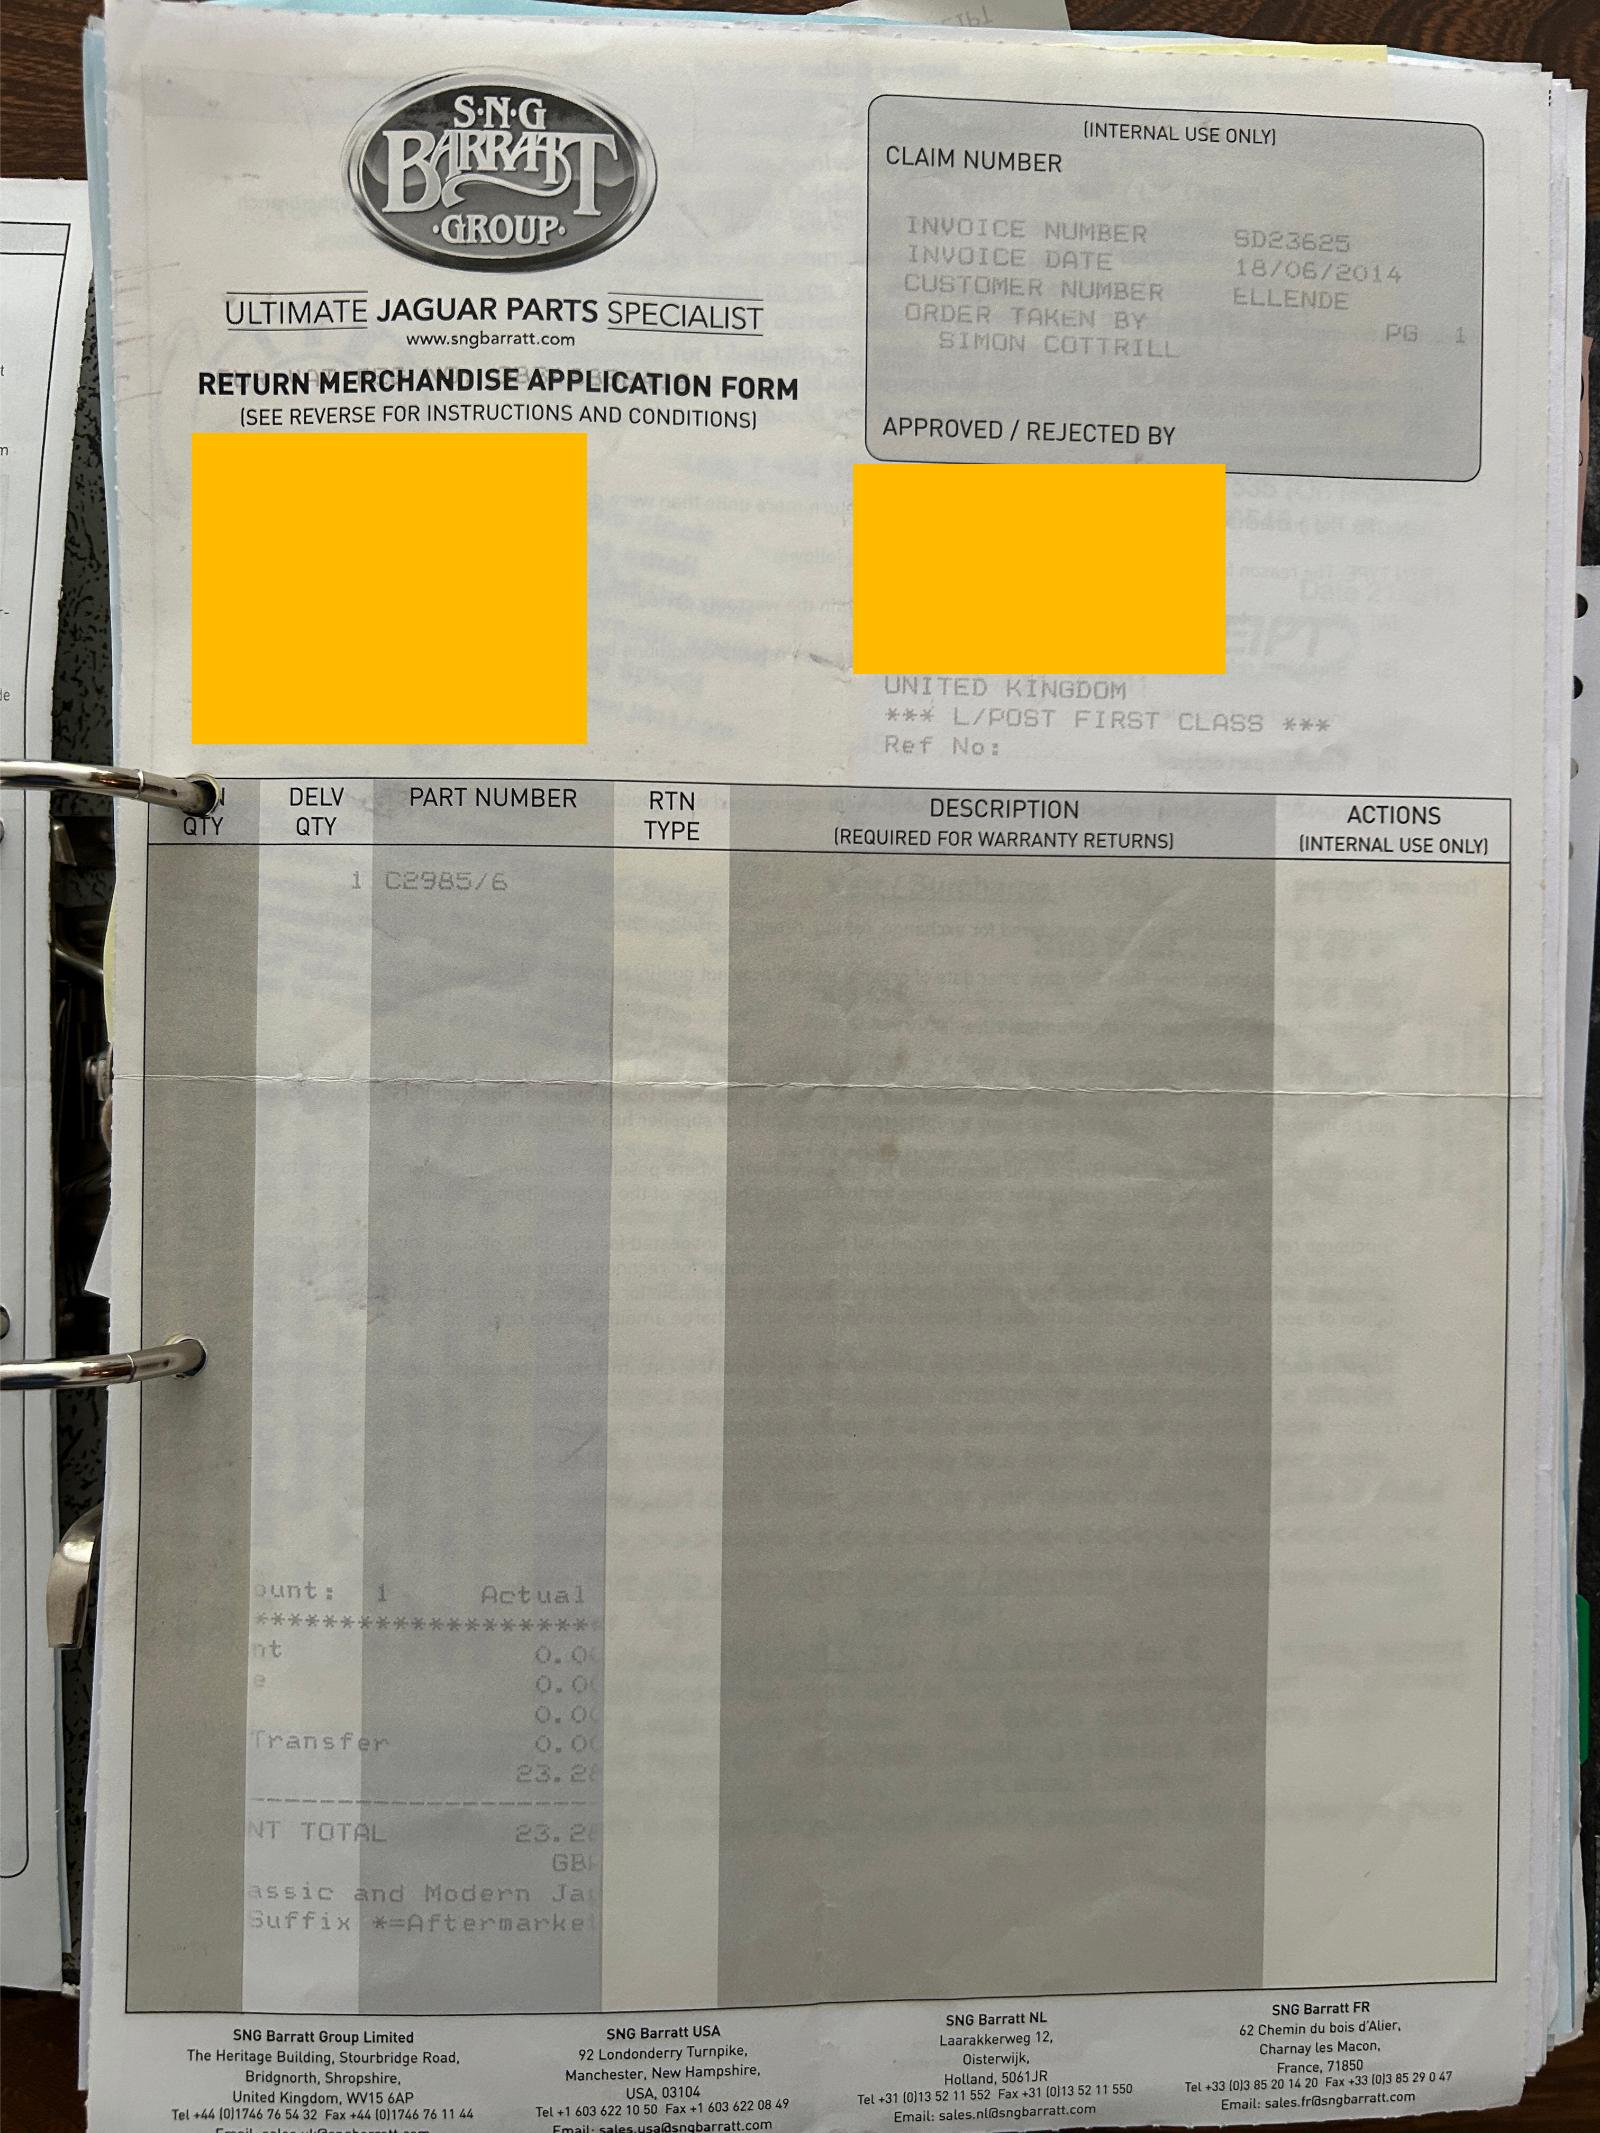 S·N·G
BARRATT
·GROUP·
ULTIMATE JAGUAR PARTS SPECIALIST
www.sngbarratt.com
RETURN MERCHANDISE APPLICATION FORM
(SEE REVERSE FOR INSTRUCTIONS AND CONDITIONS)
(INTERNAL USE ONLY)
CLAIM NUMBER
INVOICE NUMBER SD23625
INVOICE DATE 18/06/2014
CUSTOMER NUMBER ELLENDE
ORDER TAKEN BY PG 1
SIMON COTTRILL
APPROVED / REJECTED BY
UNITED KINGDOM
*** L/POST FIRST CLASS ***
Ref No:
QTY
DELV QTY
PART NUMBER
RTN TYPE
DESCRIPTION
(REQUIRED FOR WARRANTY RETURNS)
ACTIONS
(INTERNAL USE ONLY)
1 C2985/6
ount: 1 Actual
********************
nt 0.0
e 0.0
0.0
Transfer 0.0
23.2
NT TOTAL 23.2
GB
assic and Modern Ja
Suffix *=Aftermarke
SNG Barratt Group Limited
The Heritage Building, Stourbridge Road,
Bridgnorth, Shropshire,
United Kingdom, WV15 6AP
Tel +44 (0)1746 76 54 32 Fax +44 (0)1746 76 11 44
SNG Barratt USA
92 Londonderry Turnpike,
Manchester, New Hampshire,
USA, 03104
Tel +1 603 622 10 50 Fax +1 603 622 08 49
Email: sales.usa@sngbarratt.com
SNG Barratt NL
Laarakkerweg 12,
Oisterwijk,
Holland, 5061JR
Tel +31 (0)13 52 11 552 Fax +31 (0)13 52 11 550
Email: sales.nl@sngbarratt.com
SNG Barratt FR
62 Chemin du bois d'Alier,
Charnay les Macon,
France, 71850
Tel +33 (0)3 85 20 14 20 Fax +33 (0)3 85 29 0 47
Email: sales.fr@sngbarratt.com